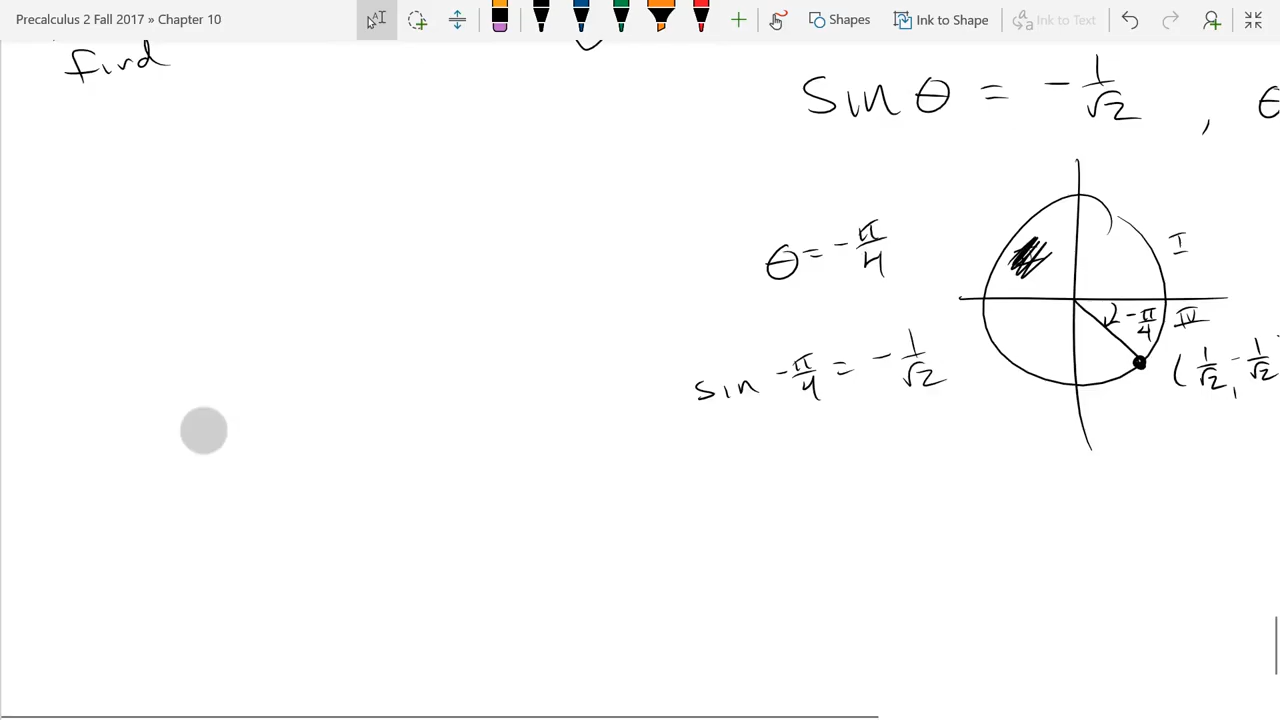 Precalculus 2 Fall 2017 » Chapter 10
Shapes
Ink to Shape
Ink to Text
find
sin θ = -1/√2 , θ
θ = -π/4
I
-π/4
IV
(1/√2, -1/√2
sin -π/4 = -1/√2